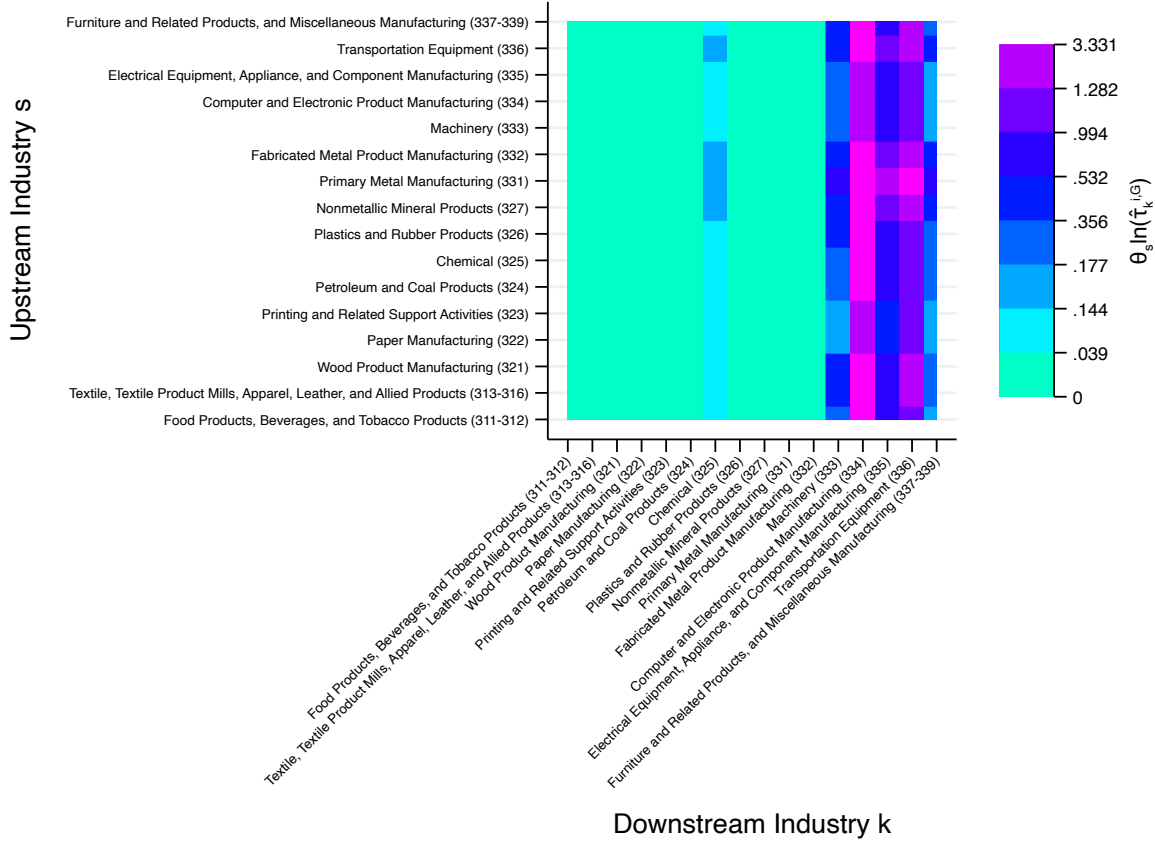 Upstream Industry s
Furniture and Related Products, and Miscellaneous Manufacturing (337-339)
Transportation Equipment (336)
Electrical Equipment, Appliance, and Component Manufacturing (335)
Computer and Electronic Product Manufacturing (334)
Machinery (333)
Fabricated Metal Product Manufacturing (332)
Primary Metal Manufacturing (331)
Nonmetallic Mineral Products (327)
Plastics and Rubber Products (326)
Chemical (325)
Petroleum and Coal Products (324)
Printing and Related Support Activities (323)
Paper Manufacturing (322)
Wood Product Manufacturing (321)
Textile, Textile Product Mills, Apparel, Leather, and Allied Products (313-316)
Food Products, Beverages, and Tobacco Products (311-312)
Food Products, Beverages, and Tobacco Products (311-312)
Textile, Textile Product Mills, Apparel, Leather, and Allied Products (313-316)
Wood Product Manufacturing (321)
Paper Manufacturing (322)
Printing and Related Support Activities (323)
Petroleum and Coal Products (324)
Chemical (325)
Plastics and Rubber Products (326)
Nonmetallic Mineral Products (327)
Primary Metal Manufacturing (331)
Fabricated Metal Product Manufacturing (332)
Machinery (333)
Computer and Electronic Product Manufacturing (334)
Electrical Equipment, Appliance, and Component Manufacturing (335)
Transportation Equipment (336)
Furniture and Related Products, and Miscellaneous Manufacturing (337-339)
Downstream Industry k
3.331
1.282
.994
.532
.356
.177
.144
.039
0
θ_s ln(τ̂_k^{i,G})